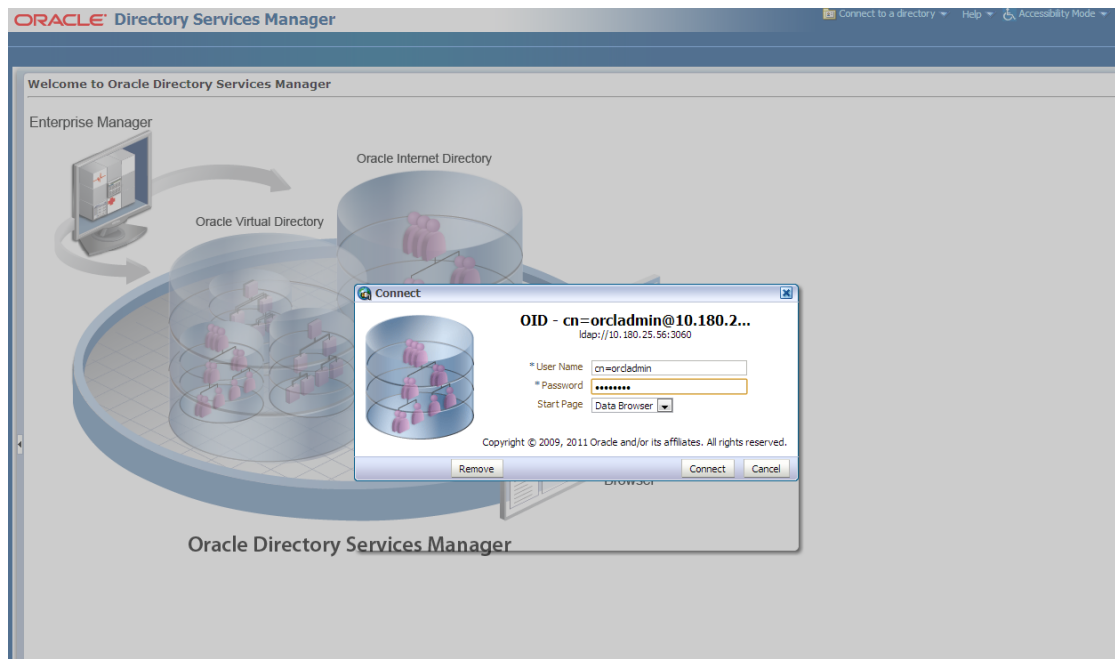 ORACLE Directory Services Manager
Connect to a directory Help Accessibility Mode
Welcome to Oracle Directory Services Manager
Enterprise Manager
Oracle Internet Directory
Oracle Virtual Directory
Connect
OID - cn=orcladmin@10.180.2...
ldap://10.180.25.56:3060
* User Name cn=orcladmin
* Password ••••••••
Start Page Data Browser
Copyright © 2009, 2011 Oracle and/or its affiliates. All rights reserved.
Remove Connect Cancel
Browser
Oracle Directory Services Manager